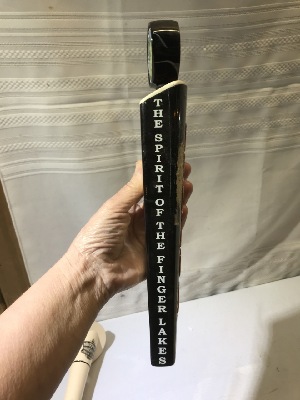 THE SPIRIT OF THE FINGER LAKES